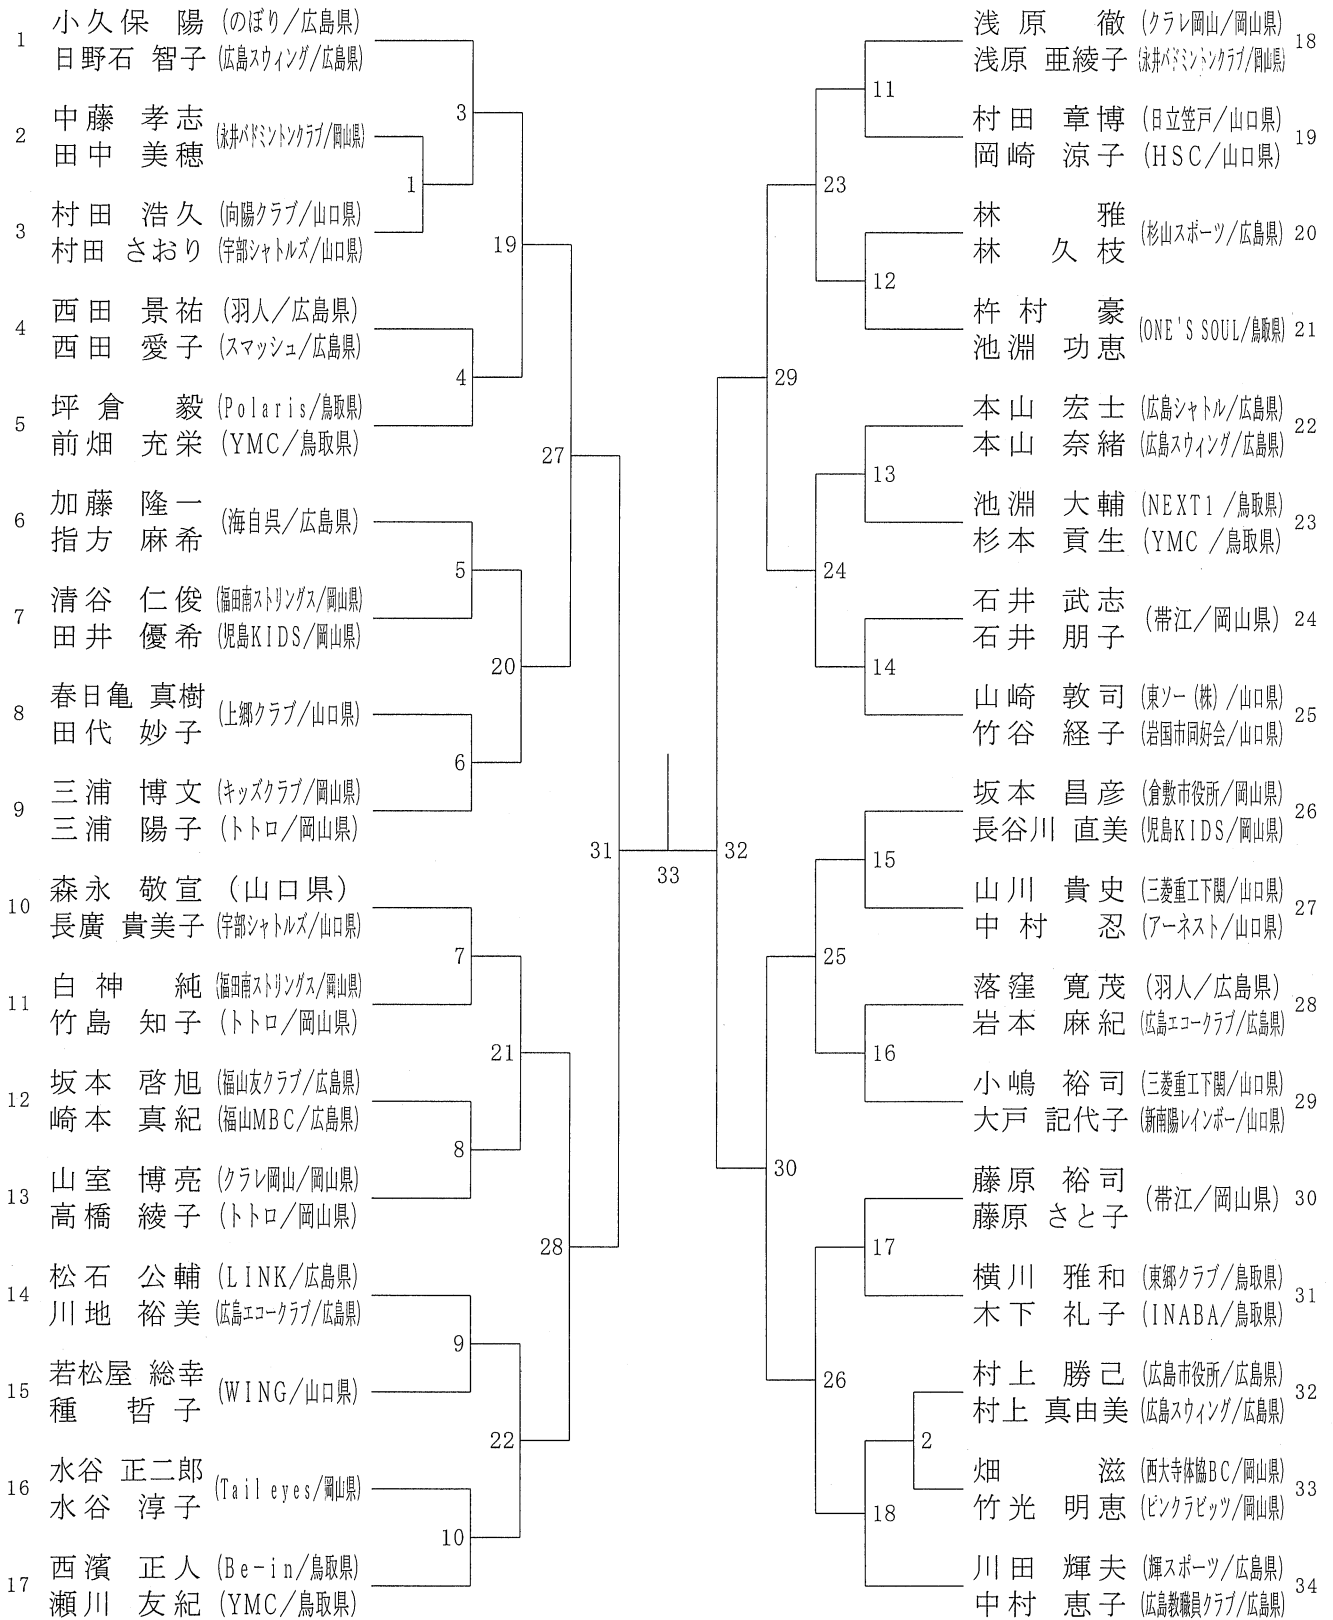 1 小久保 陽 (のぼり/広島県)
日野石 智子 (広島スウィング/広島県)
2 中藤 孝志 (永井バドミントンクラブ/岡山県)
田中 美穂
3 村田 浩久 (向陽クラブ/山口県)
村田 さおり (宇部シャトルズ/山口県)
4 西田 景祐 (羽人/広島県)
西田 愛子 (スマッシュ/広島県)
5 坪倉 毅 (Polaris/鳥取県)
前畑 充栄 (YMC/鳥取県)
6 加藤 隆一 (海自呉/広島県)
指方 麻希
7 清谷 仁俊 (福田南ストリングス/岡山県)
田井 優希 (児島KIDS/岡山県)
8 春日亀 真樹 (上郷クラブ/山口県)
田代 妙子
9 三浦 博文 (キッズクラブ/岡山県)
三浦 陽子 (トトロ/岡山県)
10 森永 敬宣 (山口県)
長廣 貴美子 (宇部シャトルズ/山口県)
11 白神 純 (福田南ストリングス/岡山県)
竹島 知子 (トトロ/岡山県)
12 坂本 啓旭 (福山友クラブ/広島県)
崎本 真紀 (福山MBC/広島県)
13 山室 博亮 (クラレ岡山/岡山県)
高橋 綾子 (トトロ/岡山県)
14 松石 公輔 (LINK/広島県)
川地 裕美 (広島エコークラブ/広島県)
15 若松屋 総幸 (WING/山口県)
種 哲子
16 水谷 正二郎 (Tail eyes/岡山県)
水谷 淳子
17 西濱 正人 (Be-in/鳥取県)
瀬川 友紀 (YMC/鳥取県)
1
3
4
5
6
7
8
9
10
19
20
21
22
27
28
31
33
32
29
30
23
24
25
26
11
12
13
14
15
16
17
2
18
浅原 徹 (クラレ岡山/岡山県) 18
浅原 亜綾子 (永井バドミントンクラブ/岡山県)
村田 章博 (日立笠戸/山口県) 19
岡崎 涼子 (HSC/山口県)
林 雅 (杉山スポーツ/広島県) 20
林 久枝
杵村 豪 (ONE'S SOUL/鳥取県) 21
池淵 功恵
本山 宏士 (広島シャトル/広島県) 22
本山 奈緒 (広島スウィング/広島県)
池淵 大輔 (NEXT1 /鳥取県) 23
杉本 貢生 (YMC /鳥取県)
石井 武志 (帯江/岡山県) 24
石井 朋子
山崎 敦司 (東ソー(株) /山口県) 25
竹谷 経子 (岩国市同好会/山口県)
坂本 昌彦 (倉敷市役所/岡山県) 26
長谷川 直美 (児島KIDS/岡山県)
山川 貴史 (三菱重工下関/山口県) 27
中村 忍 (アーネスト/山口県)
落窪 寛茂 (羽人/広島県) 28
岩本 麻紀 (広島エコークラブ/広島県)
小嶋 裕司 (三菱重工下関/山口県) 29
大戸 記代子 (新南陽レインボー/山口県)
藤原 裕司 (帯江/岡山県) 30
藤原 さと子
横川 雅和 (東郷クラブ/鳥取県) 31
木下 礼子 (INABA/鳥取県)
村上 勝己 (広島市役所/広島県) 32
村上 真由美 (広島スウィング/広島県)
畑 滋 (西大寺体協BC/岡山県) 33
竹光 明恵 (ピンクラビッツ/岡山県)
川田 輝夫 (輝スポーツ/広島県) 34
中村 恵子 (広島教職員クラブ/広島県)